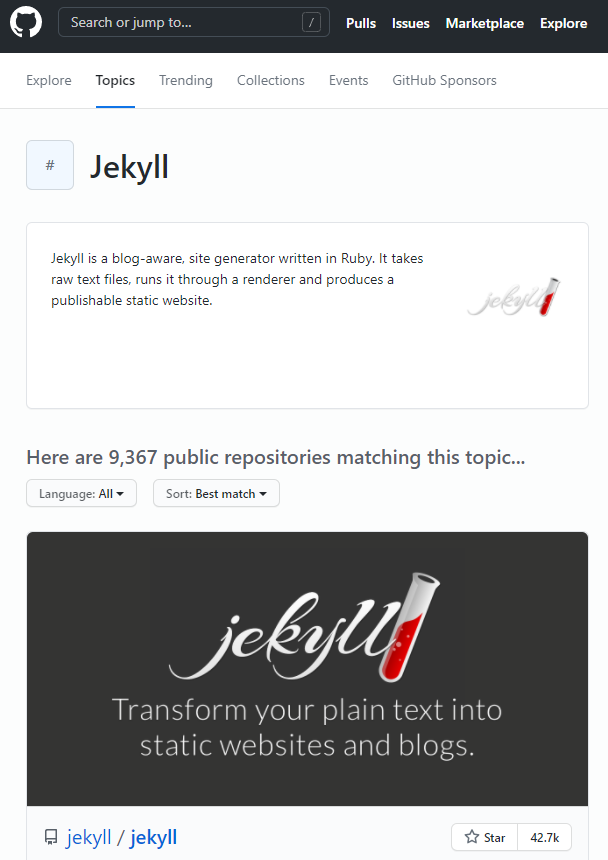 Search or jump to... /
Pulls Issues Marketplace Explore
Explore Topics Trending Collections Events GitHub Sponsors
# Jekyll
Jekyll is a blog-aware, site generator written in Ruby. It takes
raw text files, runs it through a renderer and produces a
publishable static website.
jekyll
Here are 9,367 public repositories matching this topic...
Language: All Sort: Best match
jekyll
Transform your plain text into
static websites and blogs.
jekyll / jekyll Star 42.7k